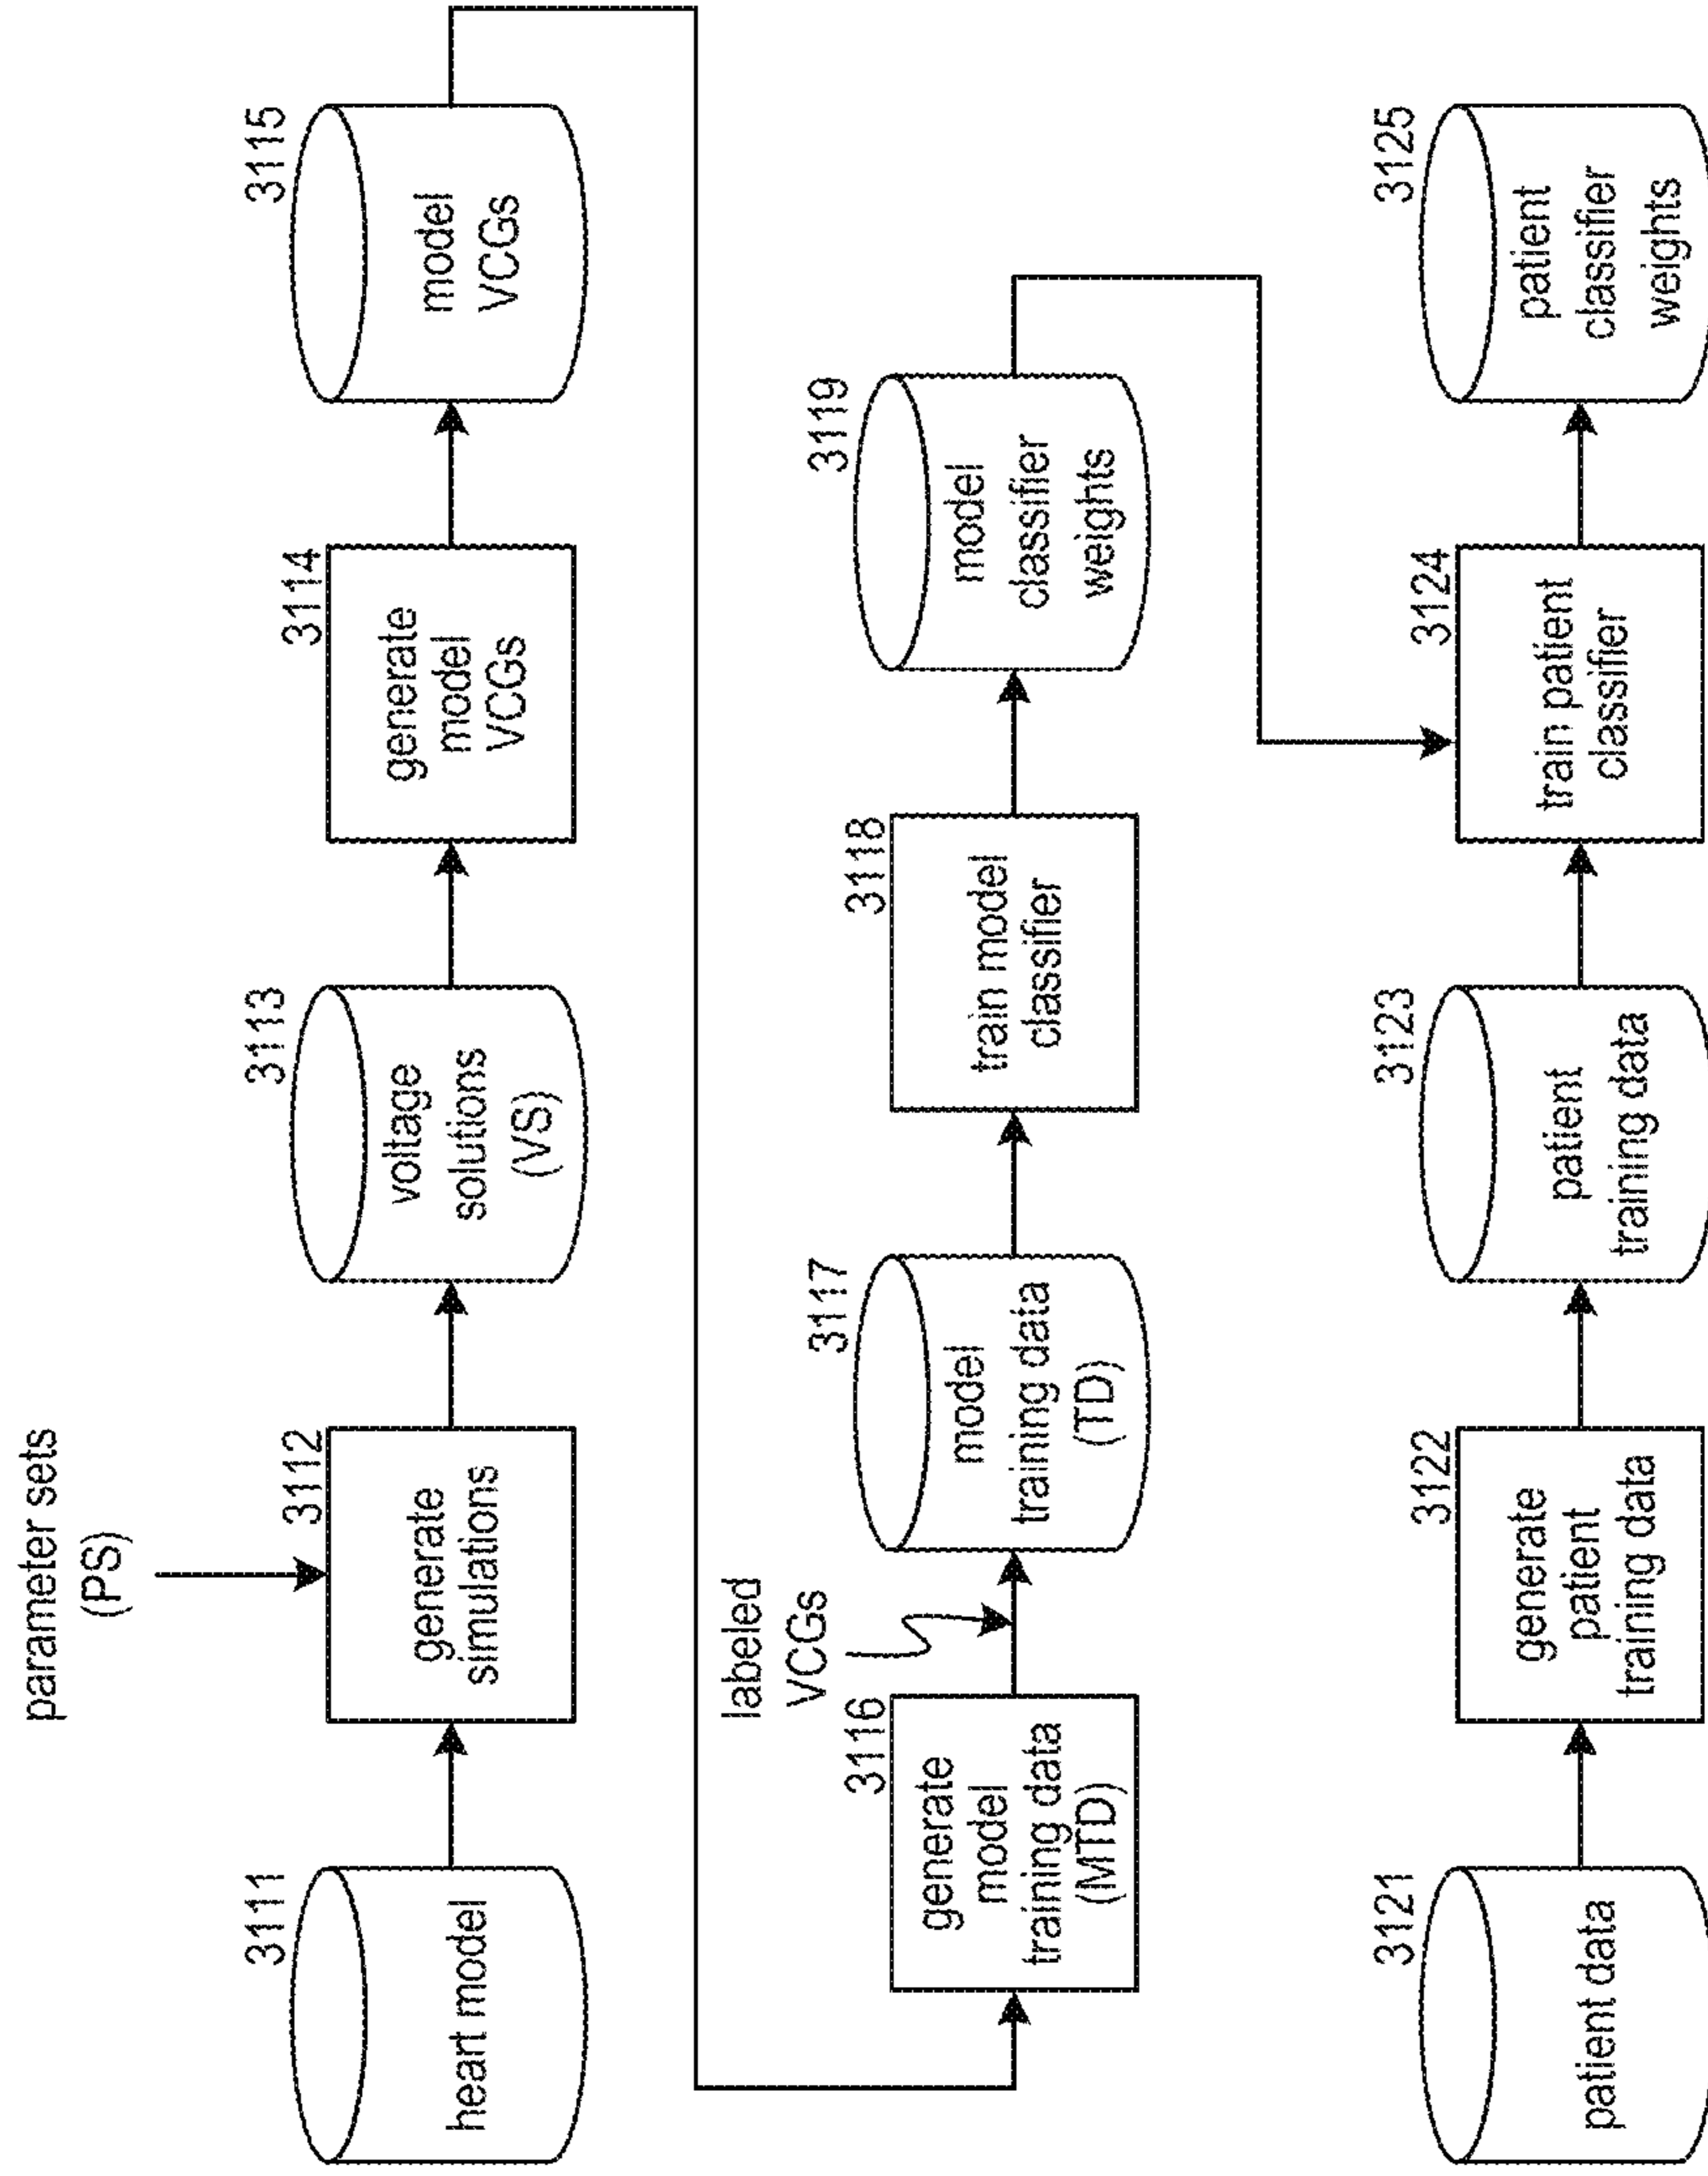 parameter sets
(PS)
3111
heart model
3112
generate
simulations
3113
voltage
solutions
(VS)
3114
generate
model
VCGs
3115
model
VCGs
3116
generate
model
training data
(MTD)
labeled
VCGs
3117
model
training data
(TD)
3118
train model
classifier
3119
model
classifier
weights
3121
patient data
3122
generate
patient
training data
3123
patient
training data
3124
train patient
classifier
3125
patient
classifier
weights